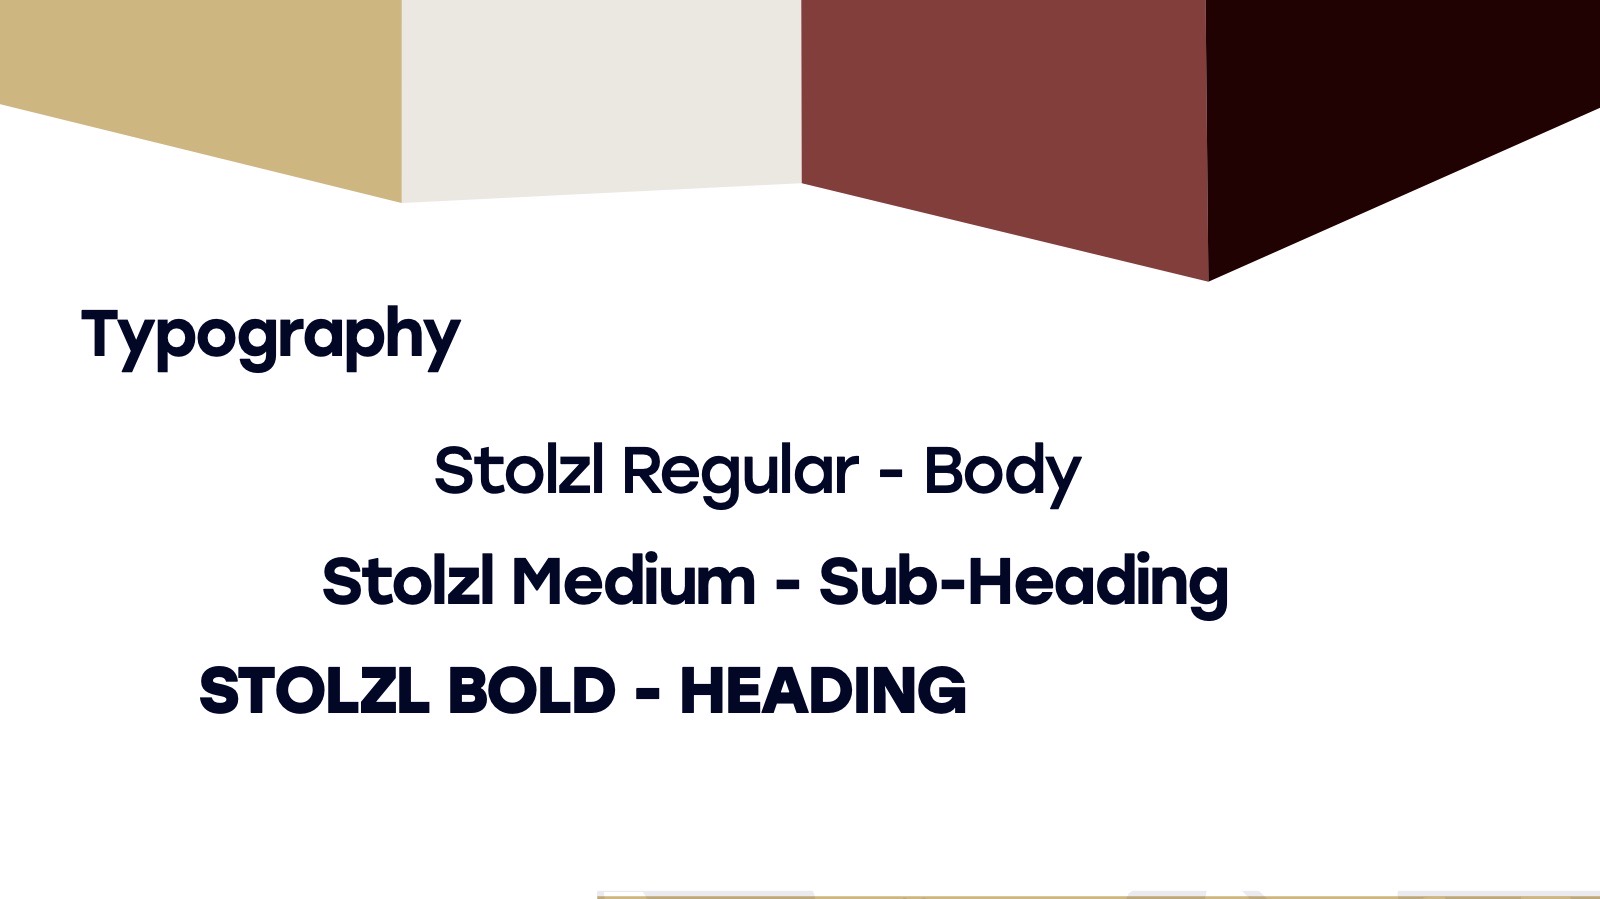 Typography
Stolzl Regular - Body
Stolzl Medium - Sub-Heading
STOLZL BOLD - HEADING